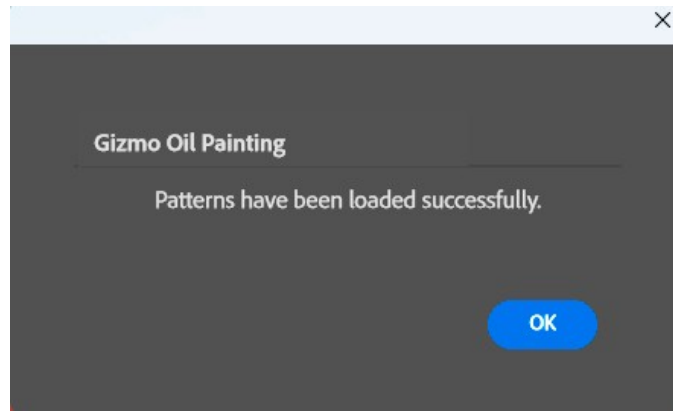 Gizmo Oil Painting
Patterns have been loaded successfully.
OK